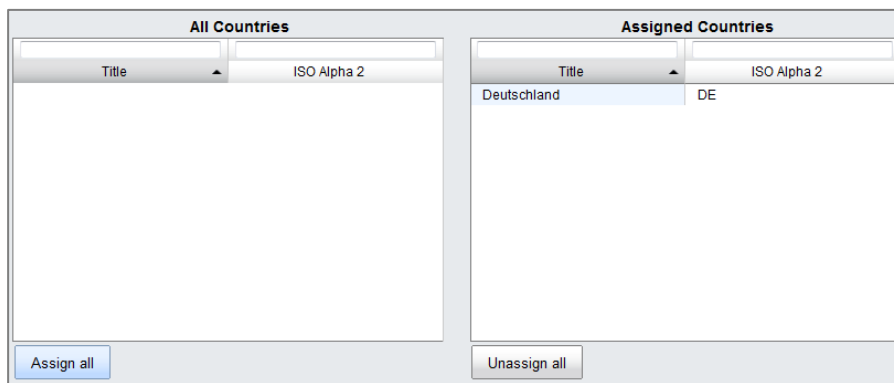 All Countries
Title ISO Alpha 2
Assign all
Assigned Countries
Title ISO Alpha 2
Deutschland DE
Unassign all